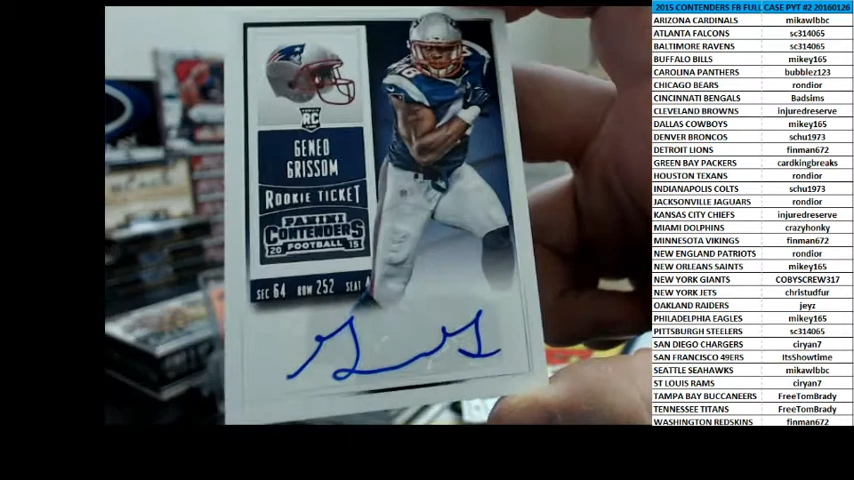 RC
GENEO
GRISSOM
ROOKIE TICKET
PANINI
CONTENDERS
20 FOOTBALL 15
SEC 64 ROW 252 SEAT
2015 CONTENDERS FB FULL CASE PYT #2 20160126
ARIZONA CARDINALS mikawlbbc
ATLANTA FALCONS sc314065
BALTIMORE RAVENS sc314065
BUFFALO BILLS mikey165
CAROLINA PANTHERS bubblez123
CHICAGO BEARS rondior
CINCINNATI BENGALS Badsims
CLEVELAND BROWNS injuredreserve
DALLAS COWBOYS mikey165
DENVER BRONCOS schu1973
DETROIT LIONS finman672
GREEN BAY PACKERS cardkingbreaks
HOUSTON TEXANS rondior
INDIANAPOLIS COLTS schu1973
JACKSONVILLE JAGUARS rondior
KANSAS CITY CHIEFS injuredreserve
MIAMI DOLPHINS crazyhonky
MINNESOTA VIKINGS finman672
NEW ENGLAND PATRIOTS rondior
NEW ORLEANS SAINTS mikey165
NEW YORK GIANTS COBYSCREW317
NEW YORK JETS christudfur
OAKLAND RAIDERS jeyz
PHILADELPHIA EAGLES mikey165
PITTSBURGH STEELERS sc314065
SAN DIEGO CHARGERS ciryan7
SAN FRANCISCO 49ERS ItsShowtime
SEATTLE SEAHAWKS mikawlbbc
ST LOUIS RAMS ciryan7
TAMPA BAY BUCCANEERS FreeTomBrady
TENNESSEE TITANS FreeTomBrady
WASHINGTON REDSKINS finman672